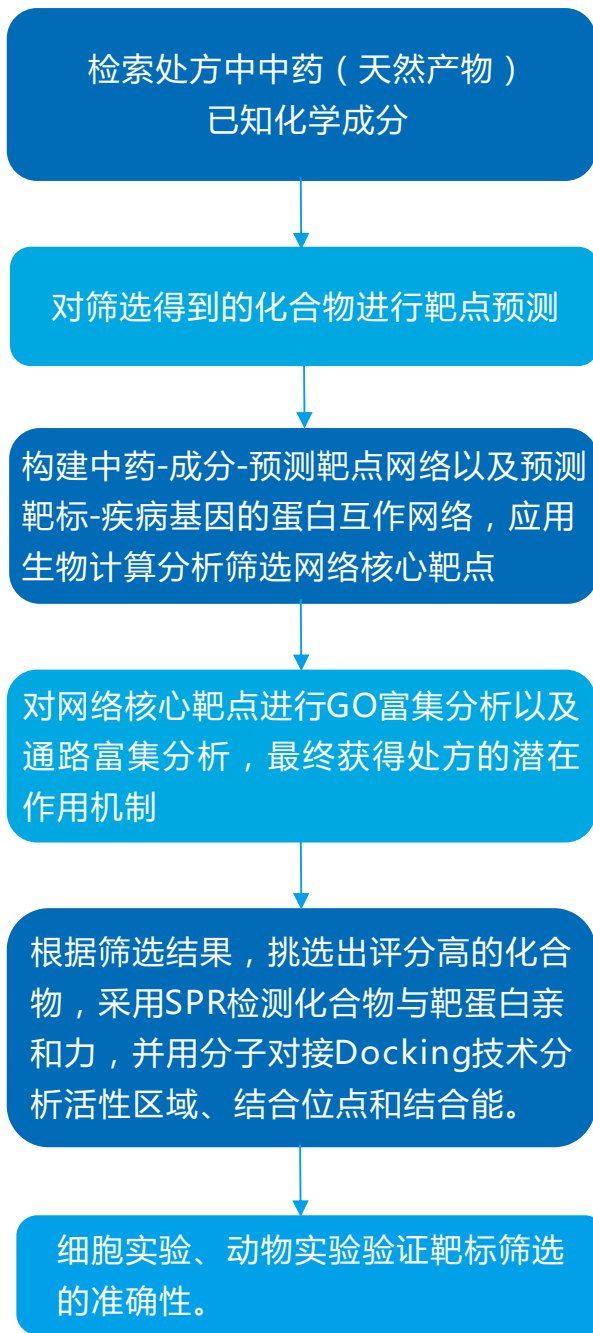 检索处方中中药（天然产物）
已知化学成分
对筛选得到的化合物进行靶点预测
构建中药-成分-预测靶点网络以及预测
靶标-疾病基因的蛋白互作网络，应用
生物计算分析筛选网络核心靶点
对网络核心靶点进行GO富集分析以及
通路富集分析，最终获得处方的潜在
作用机制
根据筛选结果，挑选出评分高的化合
物，采用SPR检测化合物与靶蛋白亲
和力，并用分子对接Docking技术分
析活性区域、结合位点和结合能。
细胞实验、动物实验验证靶标筛选
的准确性。